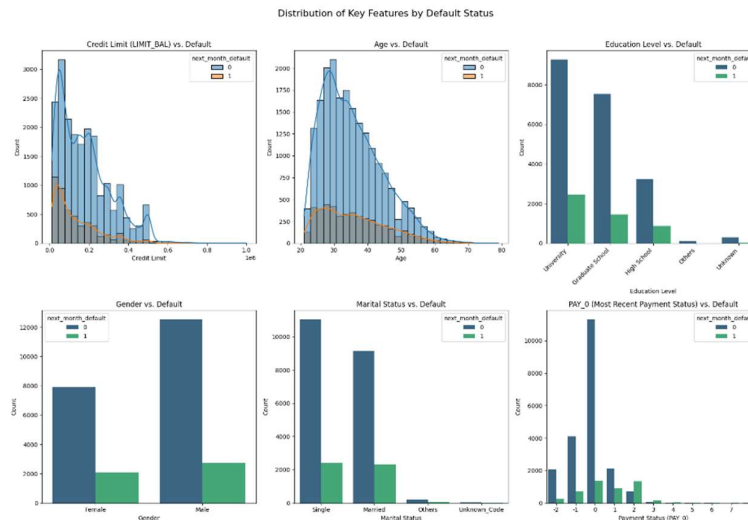 Distribution of Key Features by Default Status
Credit Limit (LIMIT_BAL) vs. Default
next_month_default
0
1
3000
2500
2000
1500
1000
500
0
Count
0.0 0.2 0.4 0.6 0.8 1.0
Credit Limit
1e6
Age vs. Default
next_month_default
0
1
2000
1750
1500
1250
1000
750
500
250
0
Count
20 30 40 50 60 70 80
Age
Education Level vs. Default
next_month_default
0
1
8000
6000
4000
2000
0
Count
University
Graduate School
High School
Others
Unknown
Education Level
Gender vs. Default
next_month_default
0
1
12000
10000
8000
6000
4000
2000
0
Count
Female Male
Gender
Marital Status vs. Default
next_month_default
0
1
10000
8000
6000
4000
2000
0
Count
Single Married Others Unknown_Code
Marital Status
PAY_0 (Most Recent Payment Status) vs. Default
next_month_default
0
1
10000
8000
6000
4000
2000
0
Count
-2 -1 0 1 2 3 4 5 6 7
Payment Status (PAY_0)